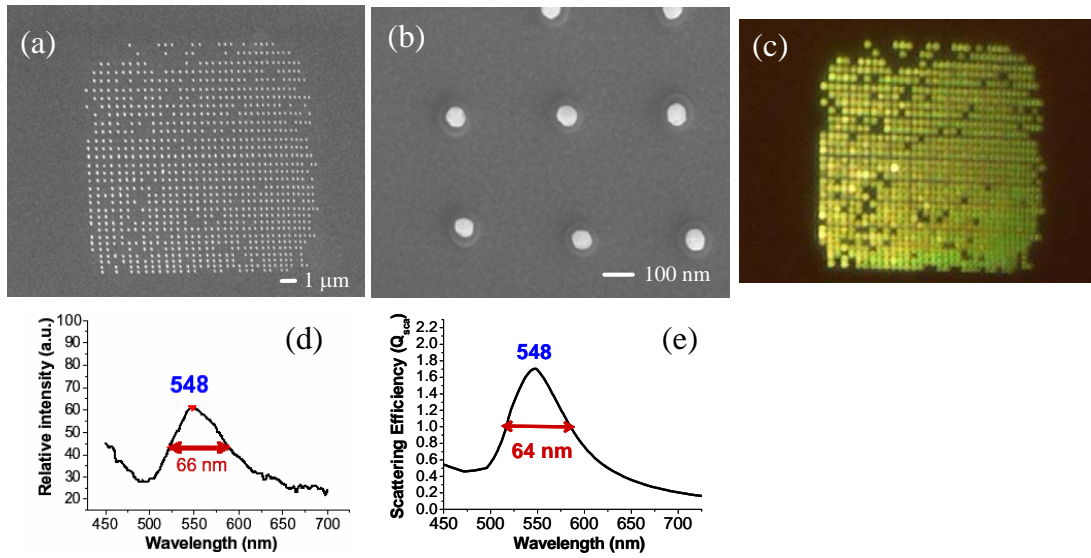 (a)
1 μm
(b)
100 nm
(c)
(d)
Relative intensity (a.u.)
100
90
80
70
60
50
40
30
20
548
66 nm
450 500 550 600 650 700
Wavelength (nm)
(e)
Scattering Efficiency (Qsca)
2.2
2.0
1.8
1.6
1.4
1.2
1.0
0.8
0.6
0.4
0.2
0.0
548
64 nm
450 500 550 600 650 700
Wavelength (nm)